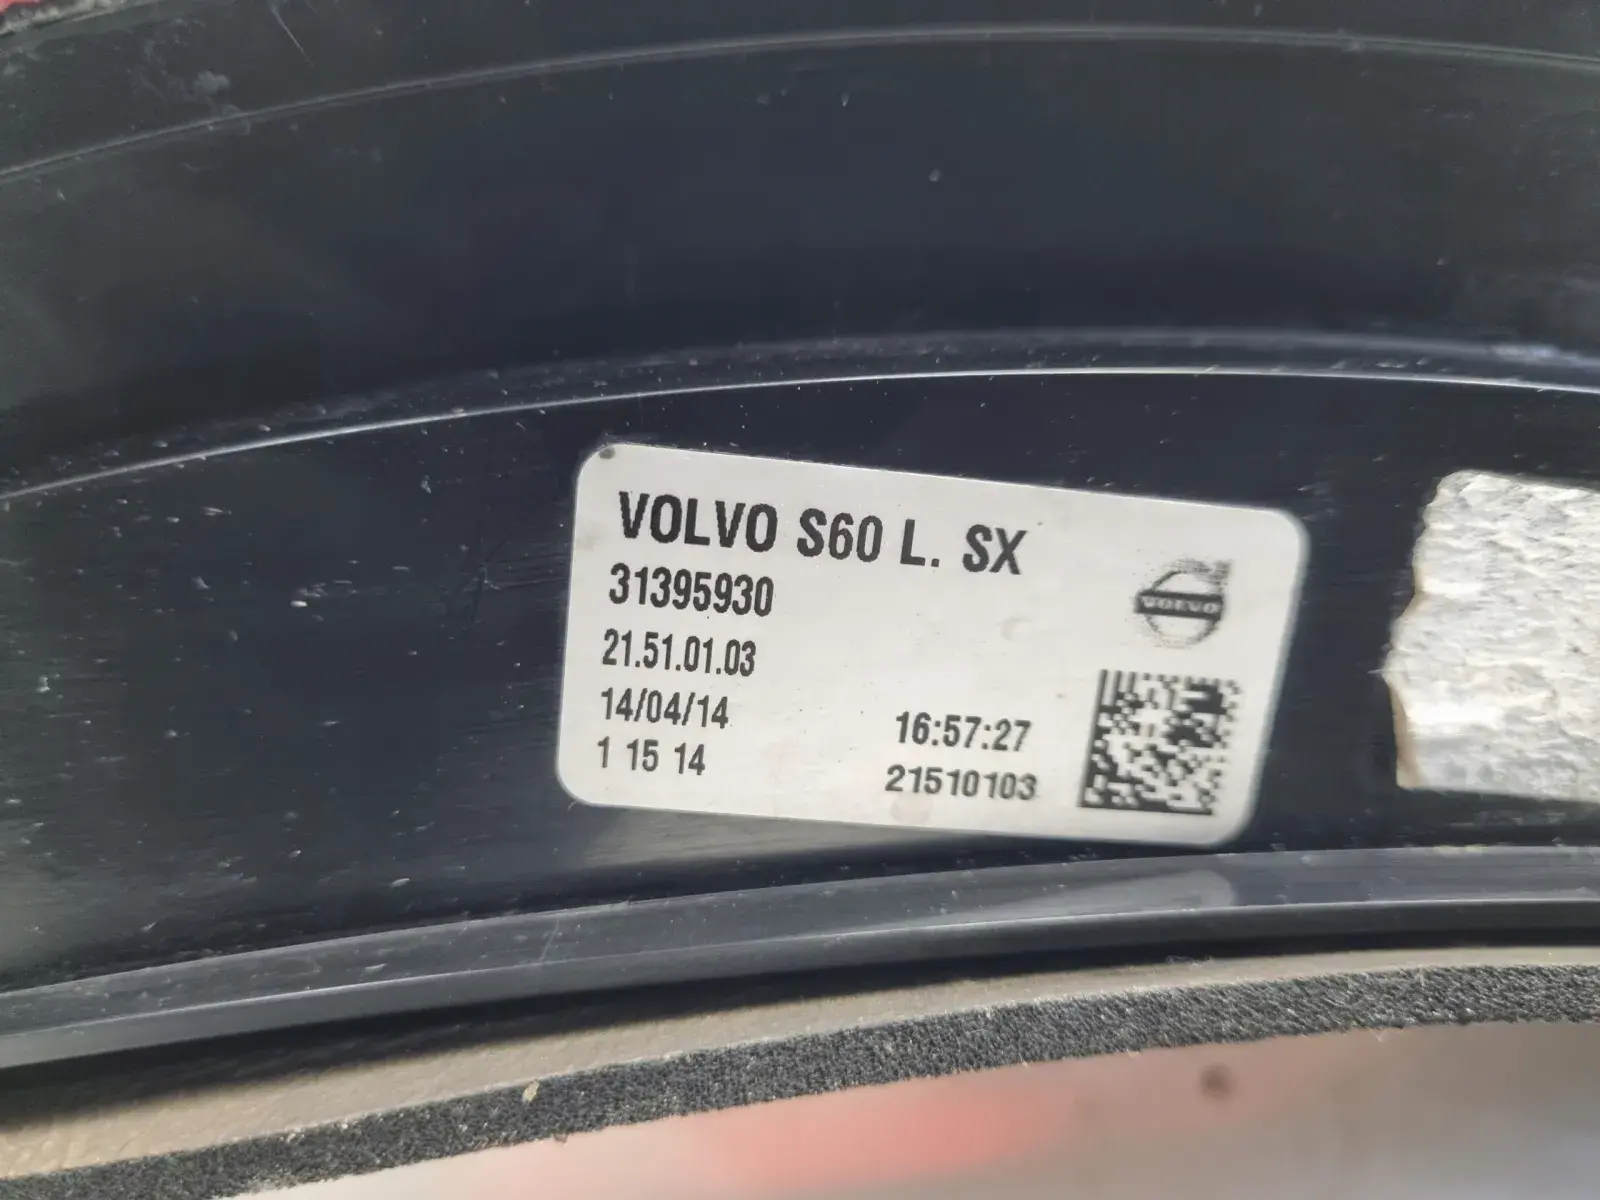 VOLVO S60 L. SX
31395930
VOLVO
21.51.01.03
14/04/14 16:57:27
1 15 14 21510103